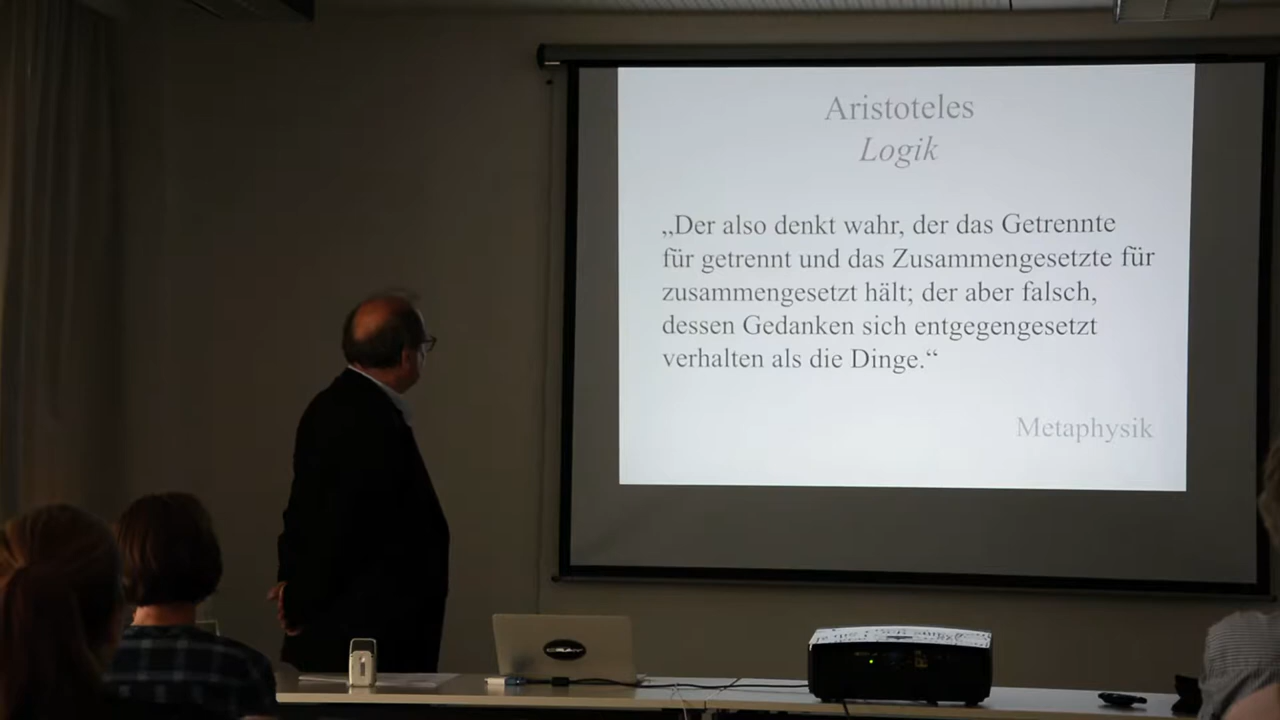 Aristoteles
Logik
„Der also denkt wahr, der das Getrennte
für getrennt und das Zusammengesetzte für
zusammengesetzt hält; der aber falsch,
dessen Gedanken sich entgegengesetzt
verhalten als die Dinge.“
Metaphysik